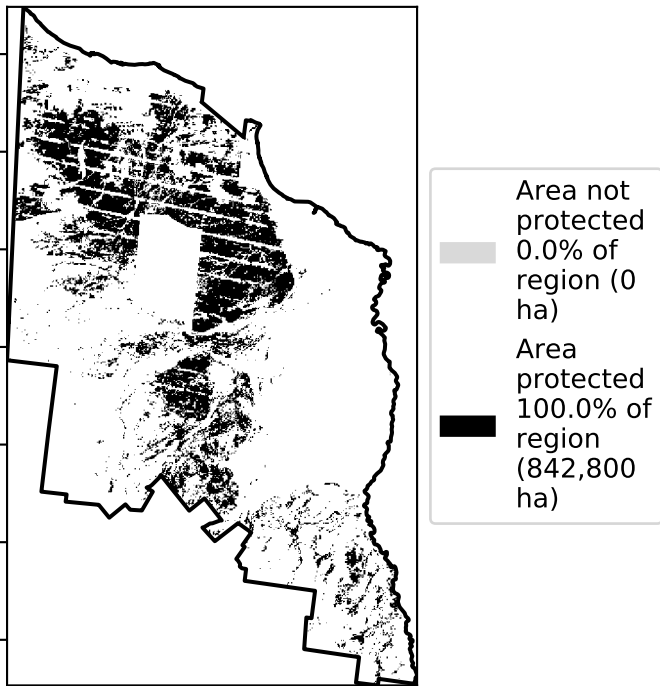 Area not
protected
0.0% of
region (0
ha)
Area
protected
100.0% of
region
(842,800
ha)